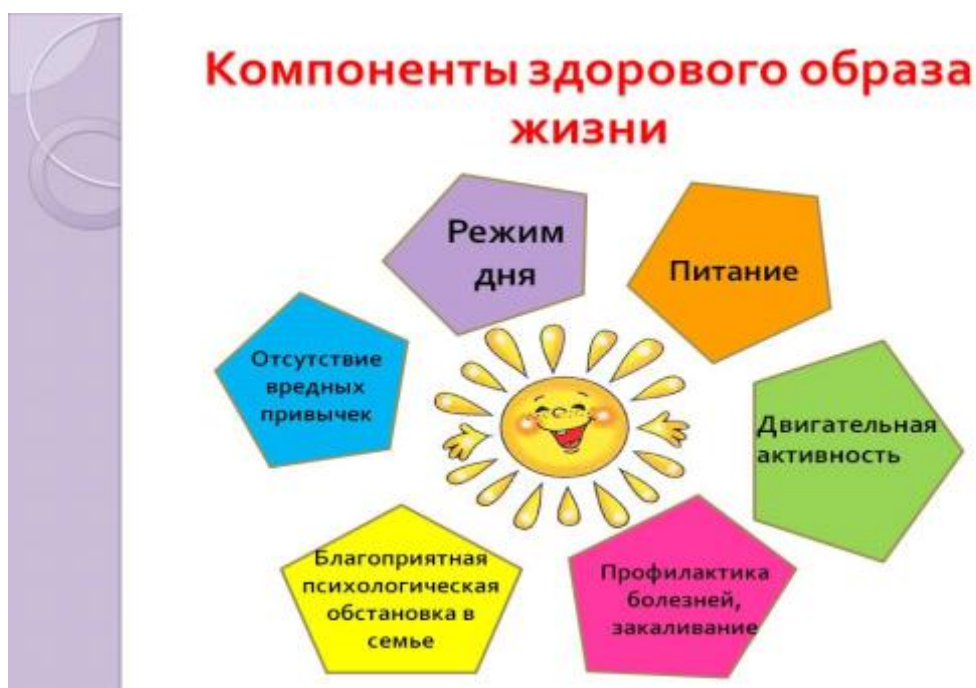 Компоненты здорового образа
жизни
Режим
дня
Питание
Отсутствие
вредных
привычек
Двигательная
активность
Благоприятная
психологическая
обстановка в
семье
Профилактика
болезней,
закаливание